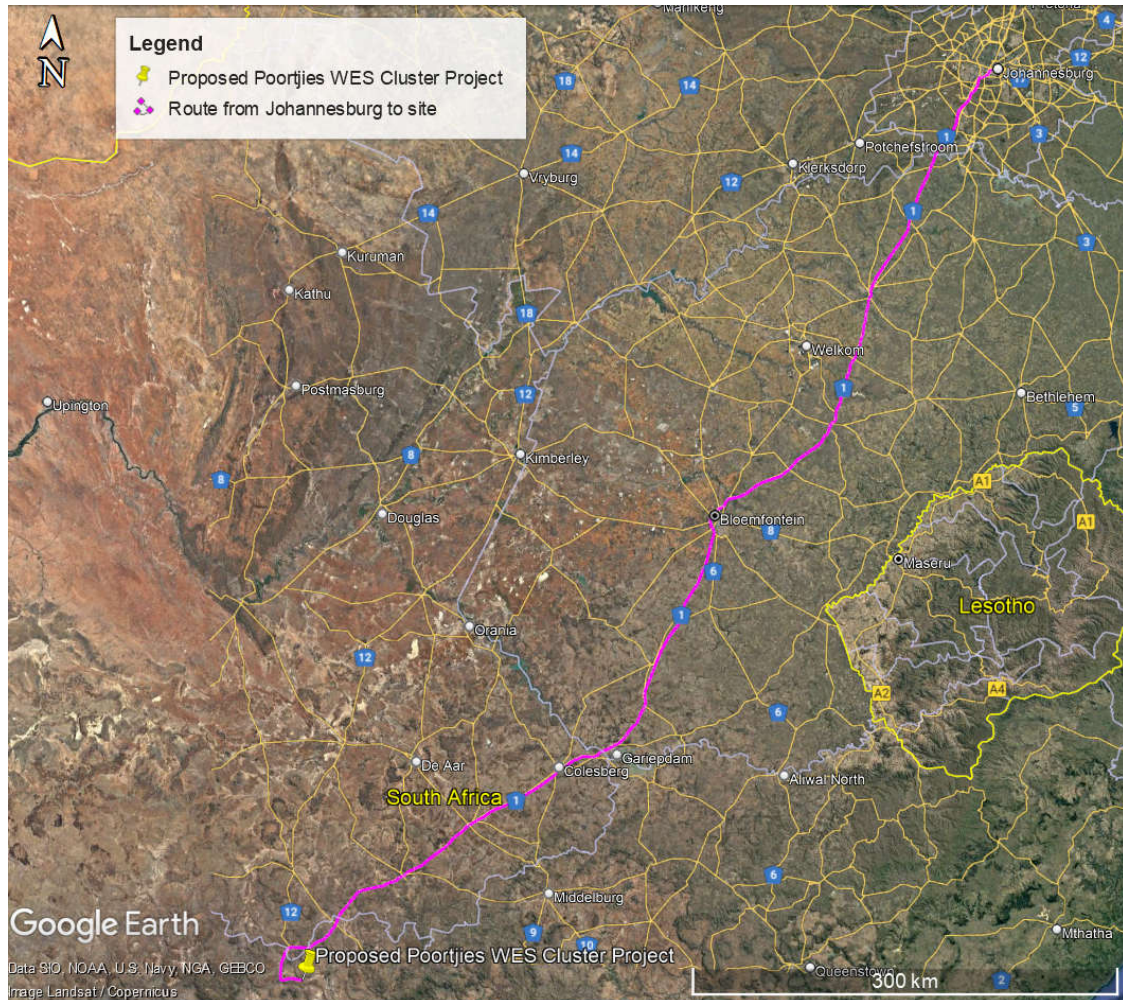 N
Legend
Proposed Poortjies WES Cluster Project
Route from Johannesburg to site
4
12
Johannesburg
18
14
1
3
Potchefstroom
Klerksdorp
14
12
Vryburg
14
1
3
Kuruman
Kathu
18
Welkom
Postmasburg
12
1
Bethlehem
5
Upington
Kimberley
8
8
A1
Douglas
Bloemfontein
8
A1
Maseru
6
Lesotho
1
Orania
12
A2
A4
6
Gariepdam
De Aar
Colesberg
Aliwal North
South Africa
1
6
Middelburg
12
Google Earth
9
10
Mthatha
Proposed Poortjies WES Cluster Project
Data SIO, NOAA, U.S. Navy, NGA, GEBCO
Queenstown
300 km
2
Image Landsat / Copernicus